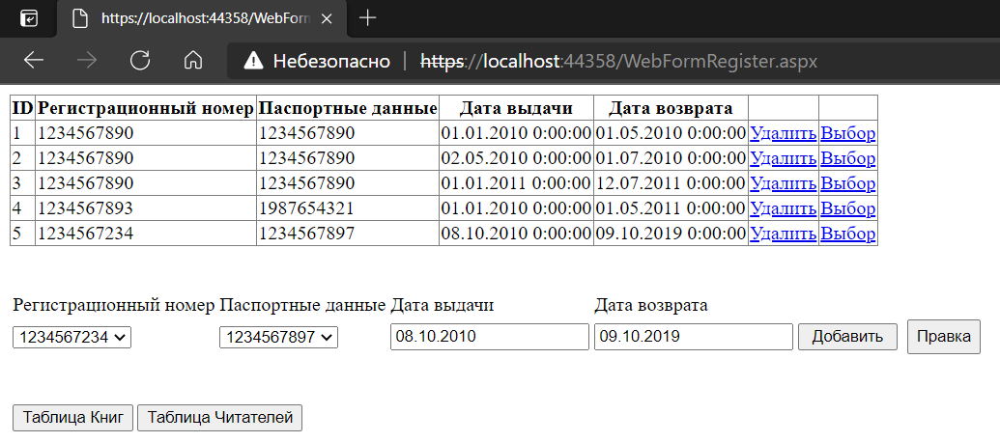 https://localhost:44358/WebForm
Небезопасно | https://localhost:44358/WebFormRegister.aspx
ID Регистрационный номер Паспортные данные Дата выдачи Дата возврата
1 1234567890 1234567890 01.01.2010 0:00:00 01.05.2010 0:00:00 Удалить Выбор
2 1234567890 1234567890 02.05.2010 0:00:00 01.07.2010 0:00:00 Удалить Выбор
3 1234567890 1234567890 01.01.2011 0:00:00 12.07.2011 0:00:00 Удалить Выбор
4 1234567893 1987654321 01.01.2010 0:00:00 01.05.2011 0:00:00 Удалить Выбор
5 1234567234 1234567897 08.10.2010 0:00:00 09.10.2019 0:00:00 Удалить Выбор
Регистрационный номер Паспортные данные Дата выдачи Дата возврата
1234567234 1234567897 08.10.2010 09.10.2019 Добавить Правка
Таблица Книг Таблица Читателей